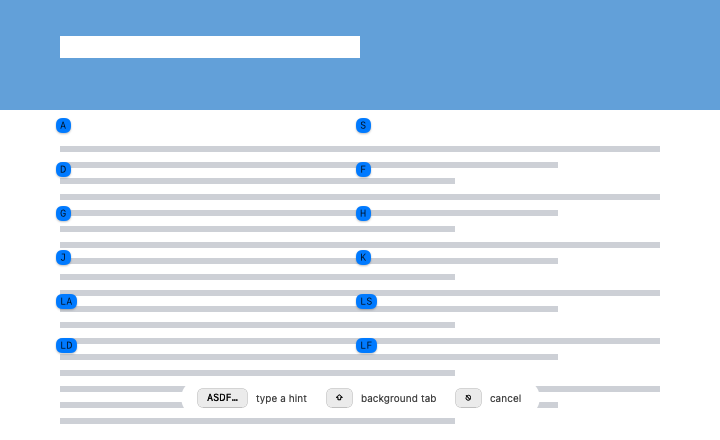 A S
D F
G H
J K
LA LS
LD LF
ASDF… type a hint ⇧ background tab ⎋ cancel